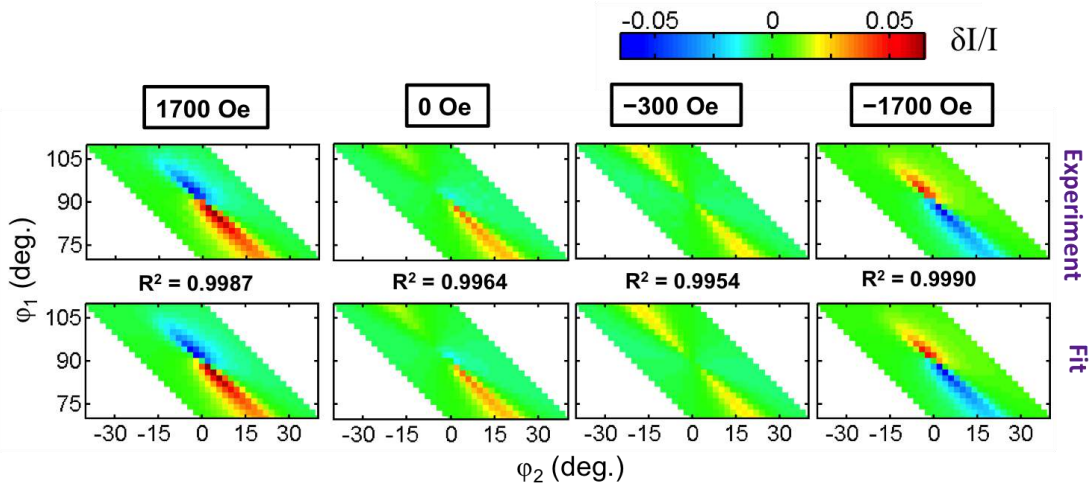 -0.05 0 0.05 δI/I
1700 Oe 0 Oe −300 Oe −1700 Oe
105
90
75
Experiment
R² = 0.9987 R² = 0.9964 R² = 0.9954 R² = 0.9990
φ₁ (deg.)
105
90
75
Fit
-30 -15 0 15 30 -30 -15 0 15 30 -30 -15 0 15 30 -30 -15 0 15 30
φ₂ (deg.)